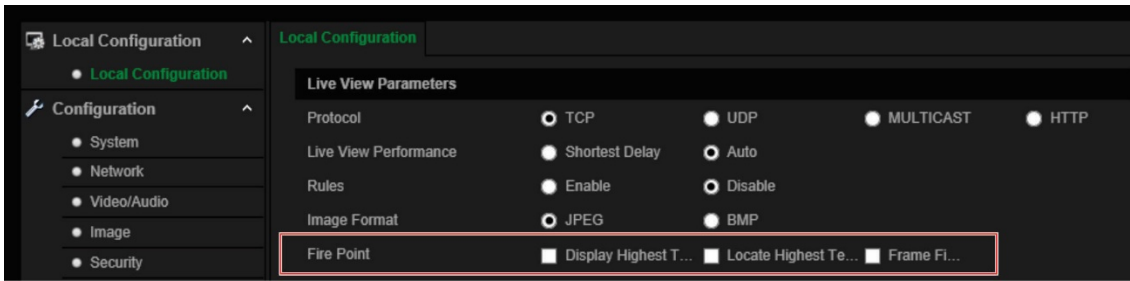 Local Configuration
Local Configuration
Configuration
System
Network
Video/Audio
Image
Security
Local Configuration
Live View Parameters
Protocol TCP UDP MULTICAST HTTP
Live View Performance Shortest Delay Auto
Rules Enable Disable
Image Format JPEG BMP
Fire Point Display Highest T... Locate Highest Te... Frame Fi...